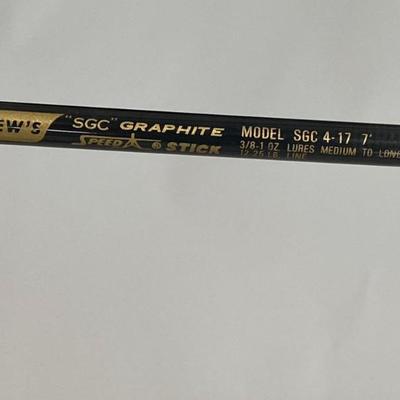 EW'S "SGC" GRAPHITE MODEL SGC 4-17 7'
SPEED ® STICK 3/8-1 OZ. LURES MEDIUM TO LONG
12-25 LB. LINE